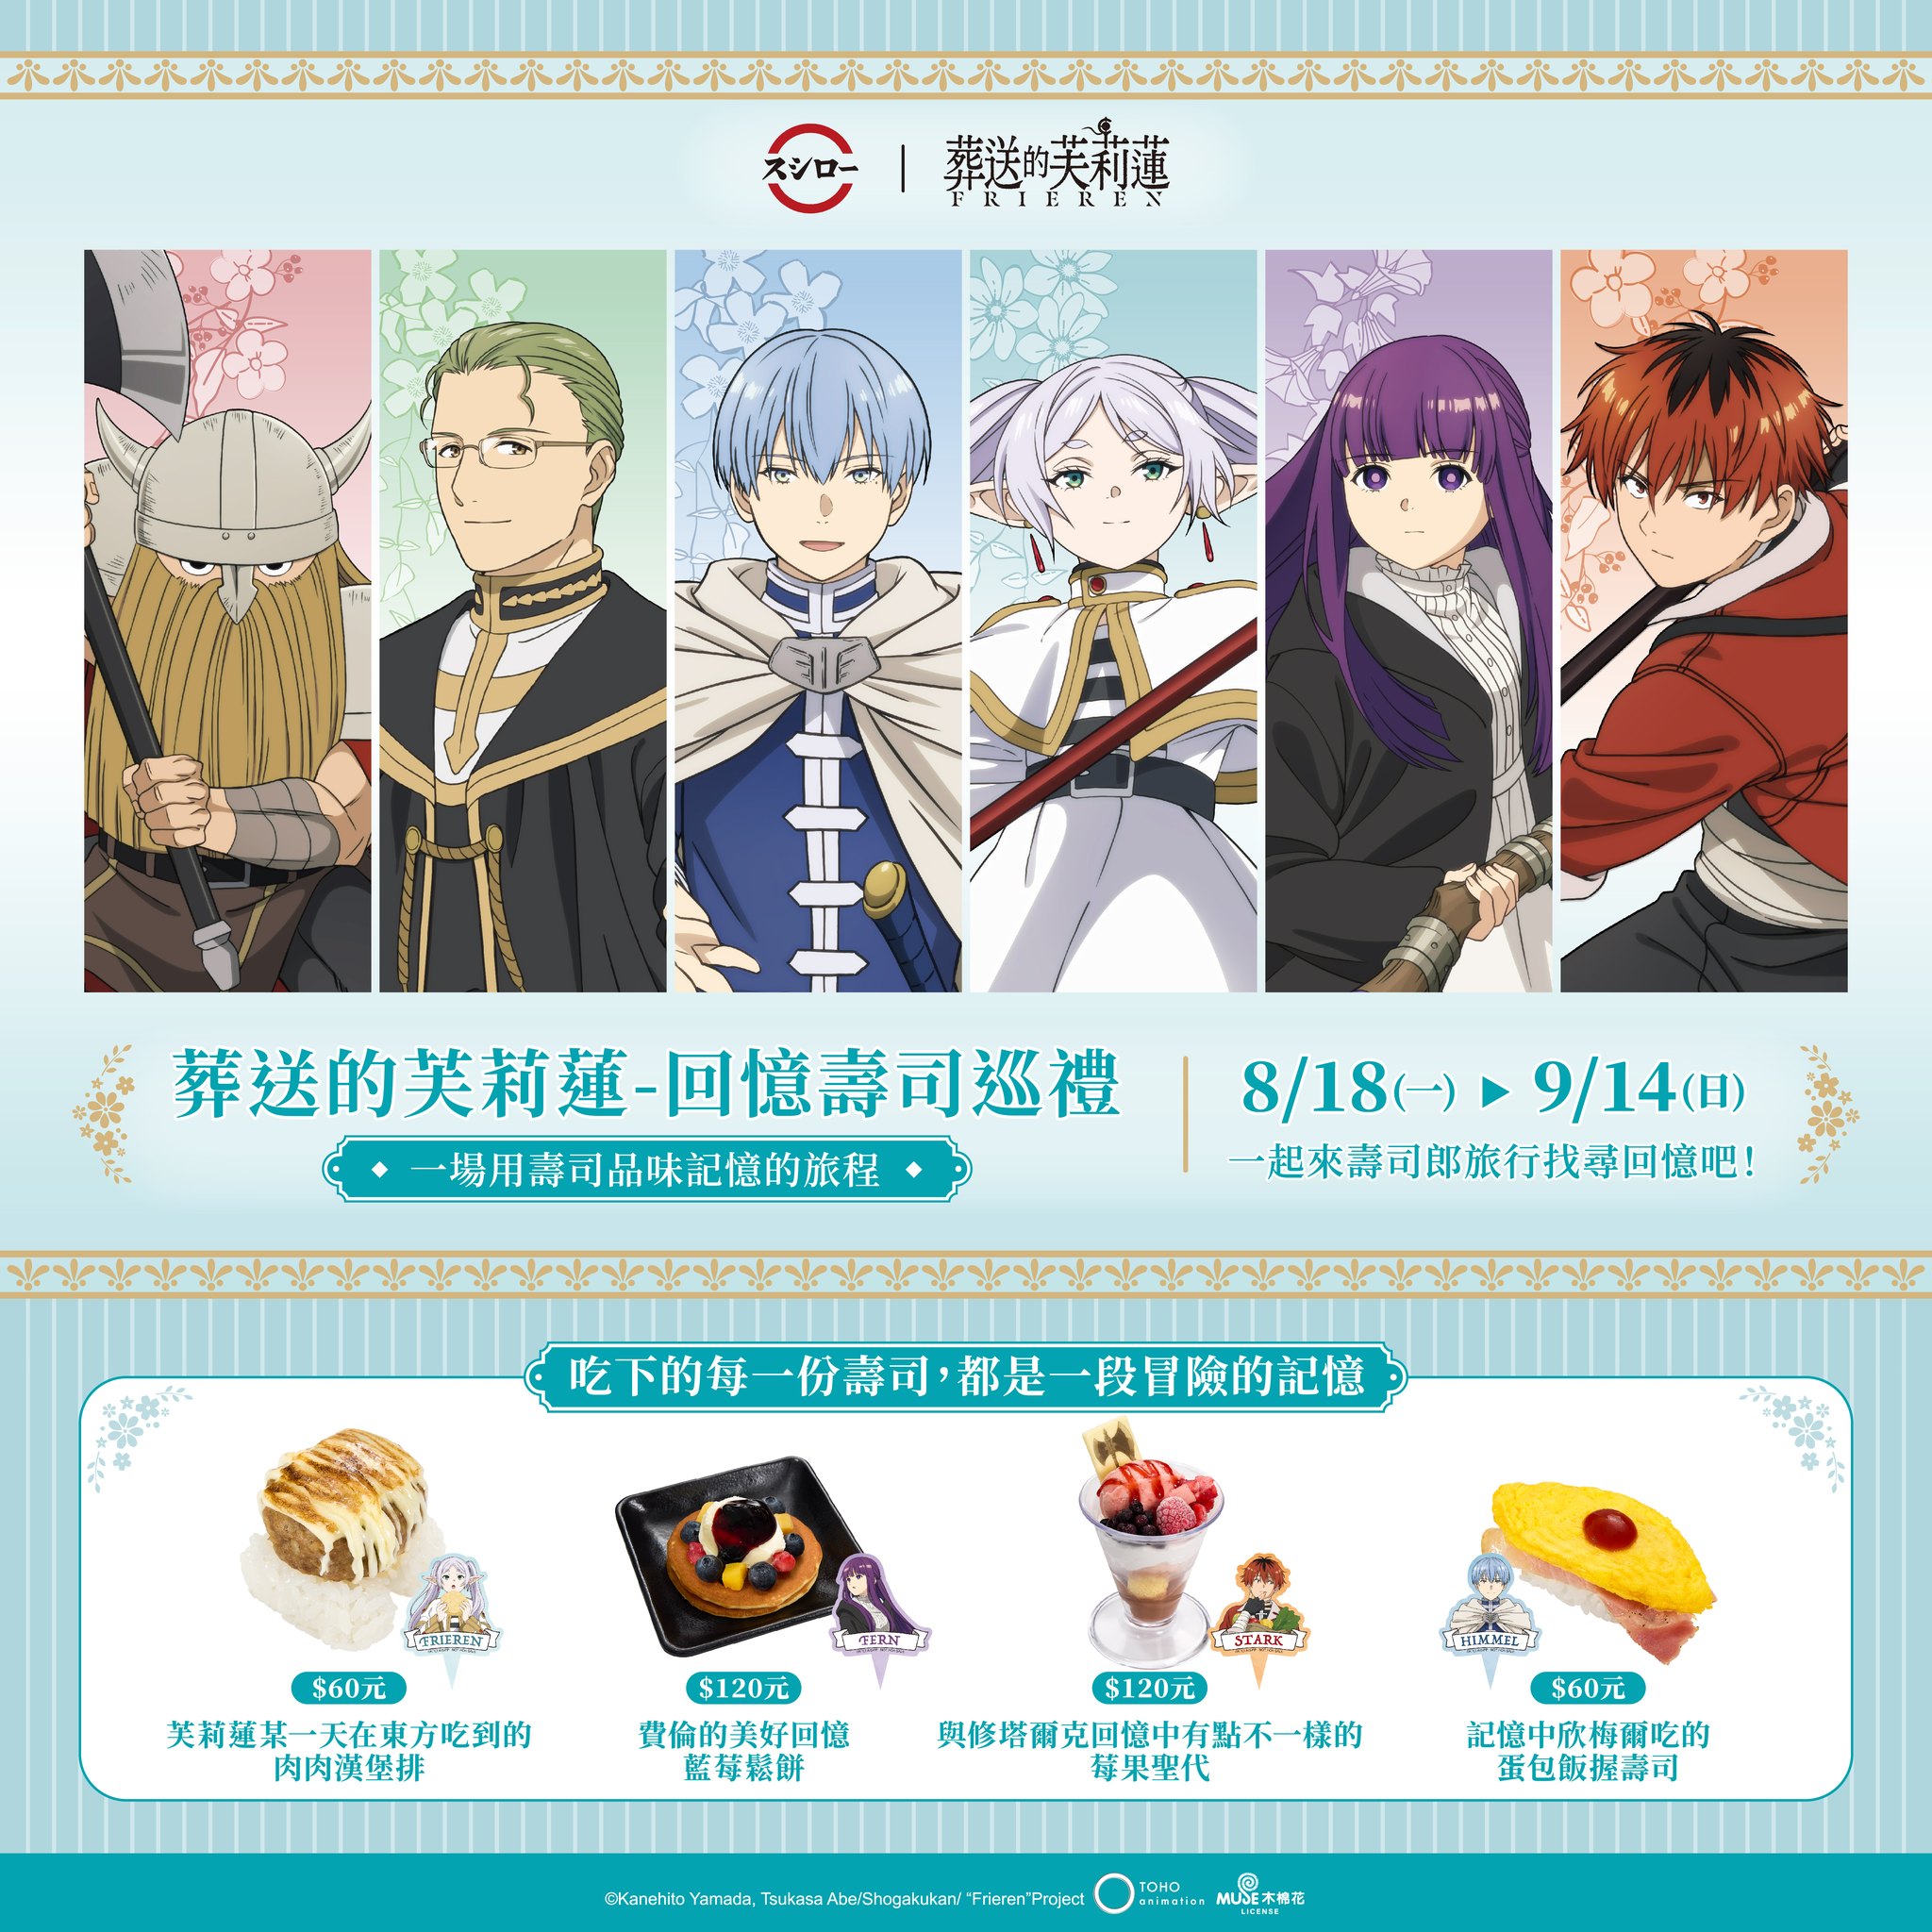 スシロー
葬送的芙莉蓮
FRIEREN
葬送的芙莉蓮-回憶壽司巡禮
一場用壽司品味記憶的旅程
8/18(一) ▶ 9/14(日)
一起來壽司郎旅行找尋回憶吧!
吃下的每一份壽司,都是一段冒險的記憶
FRIEREN
$60元
芙莉蓮某一天在東方吃到的
肉肉漢堡排
FERN
$120元
費倫的美好回憶
藍莓鬆餅
STARK
$120元
與修塔爾克回憶中有點不一樣的
莓果聖代
HIMMEL
$60元
記憶中欣梅爾吃的
蛋包飯握壽司
©Kanehito Yamada, Tsukasa Abe/Shogakukan/ “Frieren”Project
TOHO
animation
MUSE木棉花
LICENSE